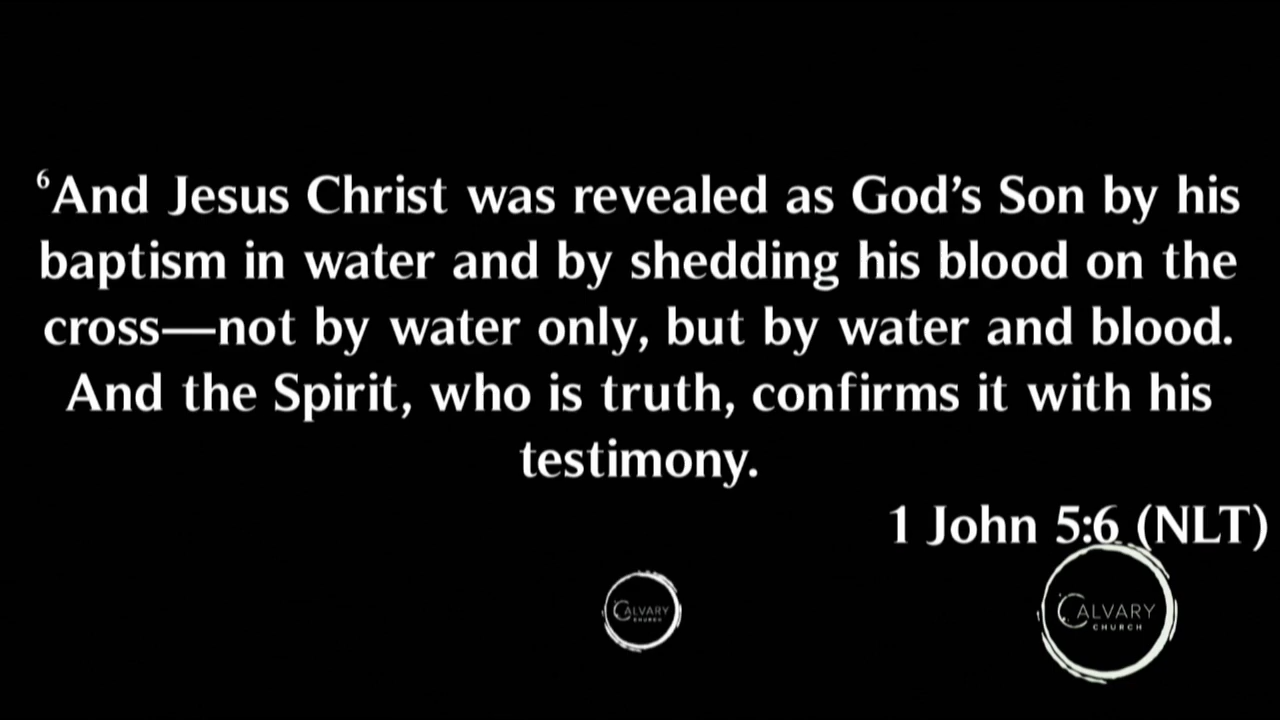 ⁶And Jesus Christ was revealed as God’s Son by his
baptism in water and by shedding his blood on the
cross—not by water only, but by water and blood.
And the Spirit, who is truth, confirms it with his
testimony.
1 John 5:6 (NLT)
CALVARY
CHURCH
CALVARY
CHURCH